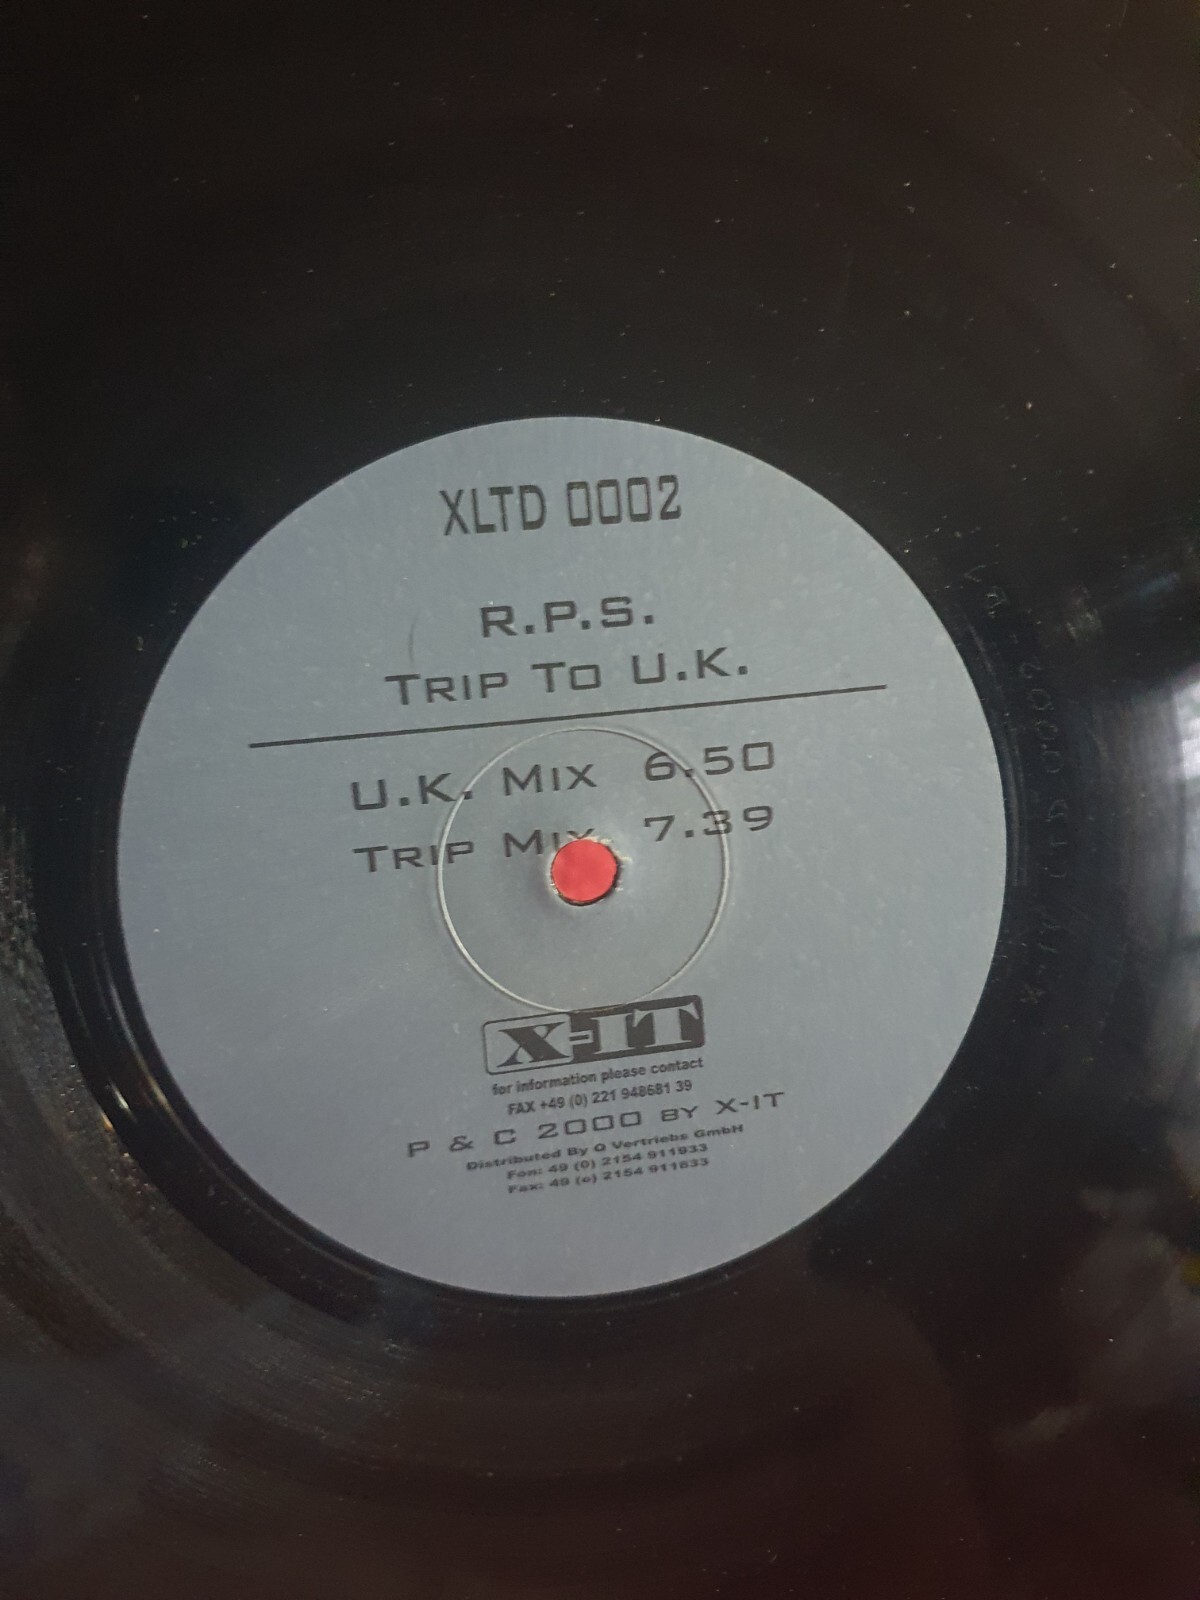 XLTD 0002
R.P.S.
TRIP TO U.K.
U.K. MIX 6.50
TRIP MIX 7.39
X-IT
for information please contact
FAX +49 (0) 221 948681 39
P & C 2000 BY X-IT
Distributed By Q Vertriebs GmbH
Fon: 49 (0) 2154 911933
Fax: 49 (o) 2154 911833